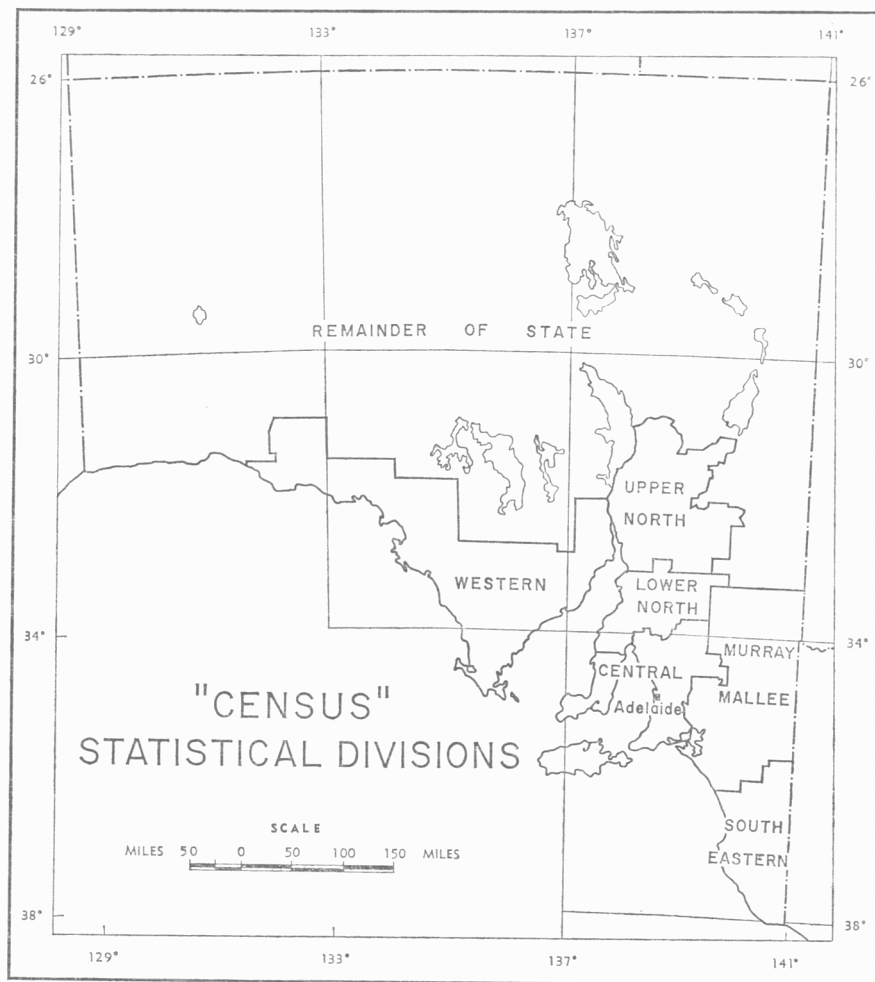 129° 133° 137° 141°
26° 26°
REMAINDER OF STATE
30° 30°
UPPER
NORTH
WESTERN
LOWER
NORTH
34° 34°
MURRAY
CENTRAL
MALLEE
Adelaide
"CENSUS"
STATISTICAL DIVISIONS
SOUTH
EASTERN
SCALE
MILES 50 0 50 100 150 MILES
38° 38°
129° 133° 137° 141°